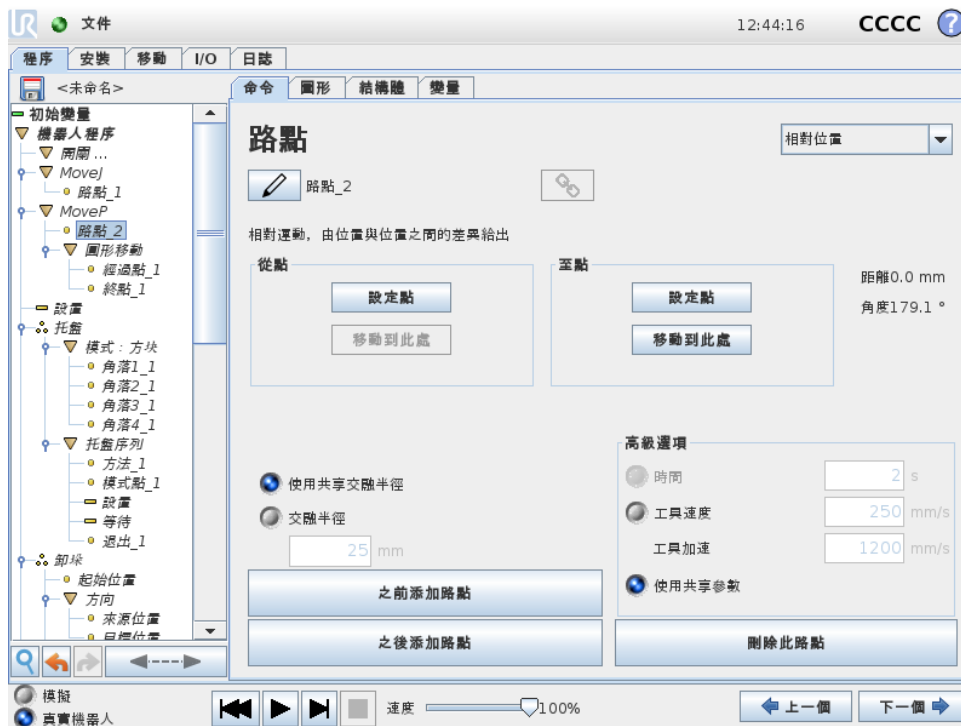 UR 文件 12:44:16 CCCC ?
程序 安裝 移動 I/O 日誌
<未命名>
命令 圖形 結構體 變量
初始變量
機器人程序
開關 ...
MoveJ
路點_1
MoveP
路點_2
圓形移動
經過點_1
終點_1
設置
托盤
模式：方块
角落1_1
角落2_1
角落3_1
角落4_1
托盤序列
方法_1
模式點_1
設置
等待
退出_1
卸垛
起始位置
方向
來源位置
目標位置
路點
相對位置
路點_2
相對運動，由位置與位置之間的差異給出
從點
設定點
移動到此處
至點
設定點
移動到此處
距離0.0 mm
角度179.1 °
使用共享交融半徑
交融半徑
25 mm
高級選項
時間 2 s
工具速度 250 mm/s
工具加速 1200 mm/s
使用共享參數
之前添加路點
之後添加路點
刪除此路點
模擬
真實機器人
速度 100%
上一個
下一個